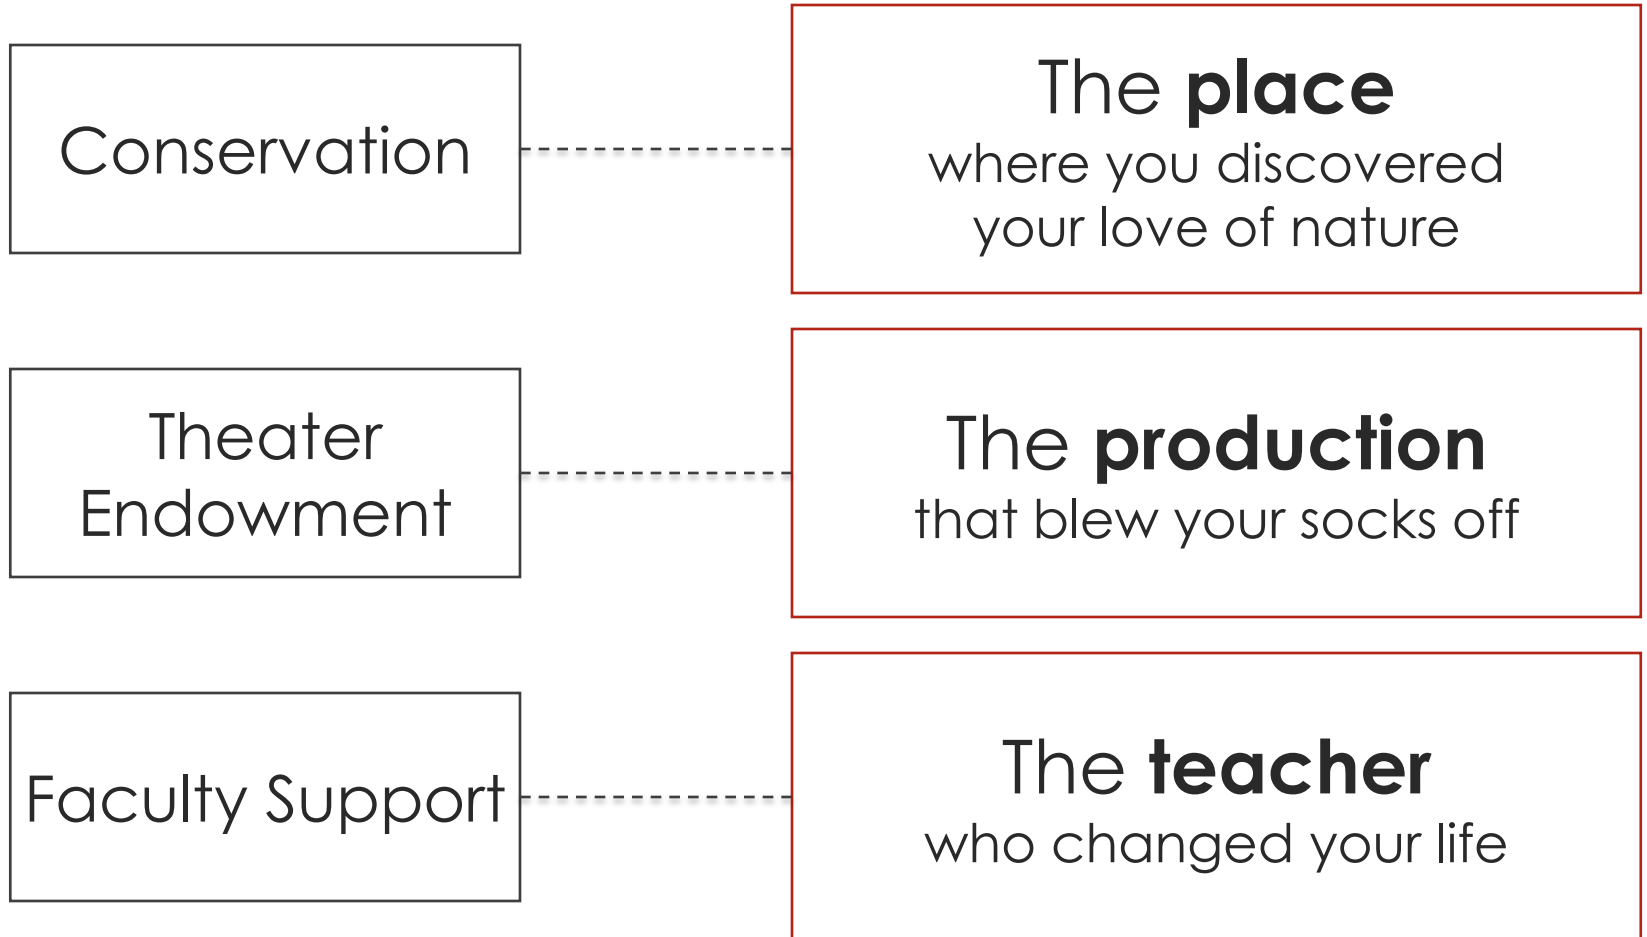 Conservation
The place
where you discovered
your love of nature
Theater
Endowment
The production
that blew your socks off
Faculty Support
The teacher
who changed your life